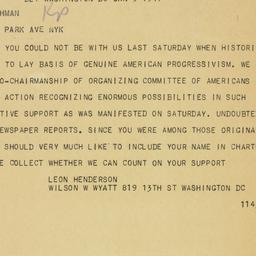 HMAN
PARK AVE NYK
YOU COULD NOT BE WITH US LAST SATURDAY WHEN HISTORI
TO LAY BASIS OF GENUINE AMERICAN PROGRESSIVISM. WE
O-CHAIRMANSHIP OF ORGANIZING COMMITTEE OF AMERICANS
ACTION RECOGNIZING ENORMOUS POSSIBILITIES IN SUCH
TIVE SUPPORT AS WAS MANIFESTED ON SATURDAY. UNDOUBTE
EWSPAPER REPORTS. SINCE YOU WERE AMONG THOSE ORIGINA
SHOULD VERY MUCH LIKE TO INCLUDE YOUR NAME IN CHART
E COLLECT WHETHER WE CAN COUNT ON YOUR SUPPORT
LEON HENDERSON
WILSON W WYATT 819 13TH ST WASHINGTON DC
114